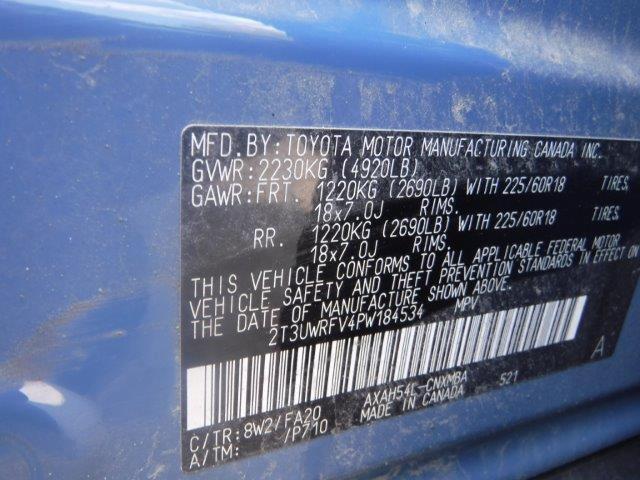 MFD. BY: TOYOTA MOTOR MANUFACTURING CANADA INC.
GVWR: 2230KG (4920LB)
GAWR: FRT. 1220KG (2690LB) WITH 225/60R18 TIRES,
18x7.0J RIMS.
RR. 1220KG (2690LB) WITH 225/60R18 TIRES,
18x7.0J RIMS.
THIS VEHICLE CONFORMS TO ALL APPLICABLE FEDERAL MOTOR
VEHICLE SAFETY AND THEFT PREVENTION STANDARDS IN EFFECT ON
THE DATE OF MANUFACTURE SHOWN ABOVE.
2T3UWRFV4PW184534 MPV
A
C/TR: 8W2/FA20 AXAH54L-CNXMBA 521
A/TM: /P710 MADE IN CANADA